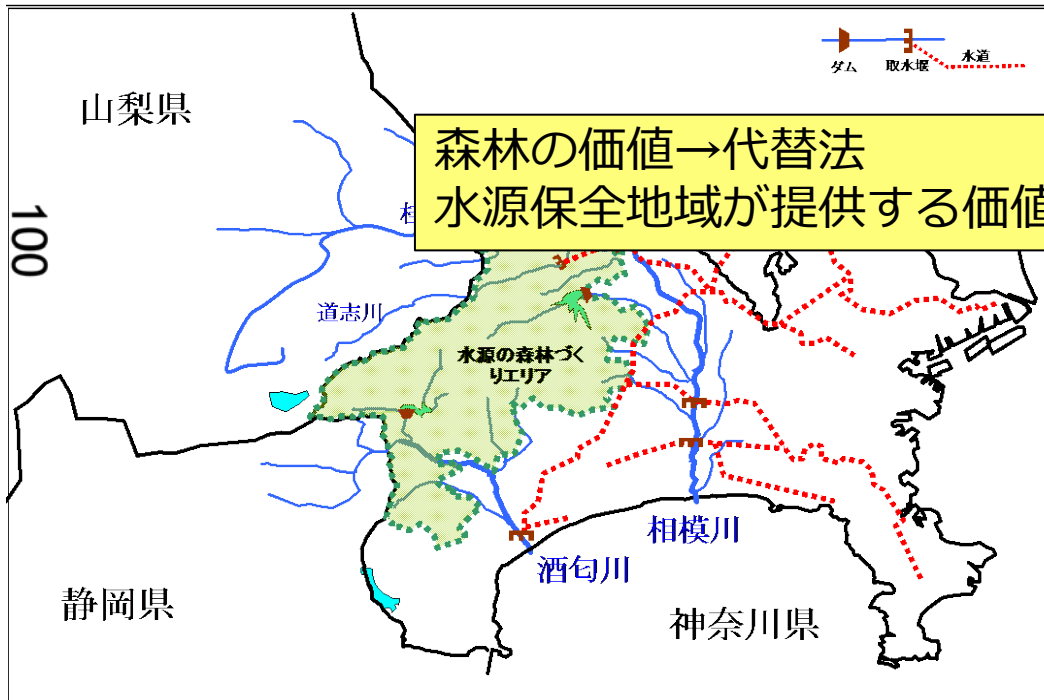 ダム
取水堰
水道
山梨県
森林の価値→代替法
水源保全地域が提供する価値
100
道志川
水源の森林づく
りエリア
相模川
酒匂川
静岡県
神奈川県